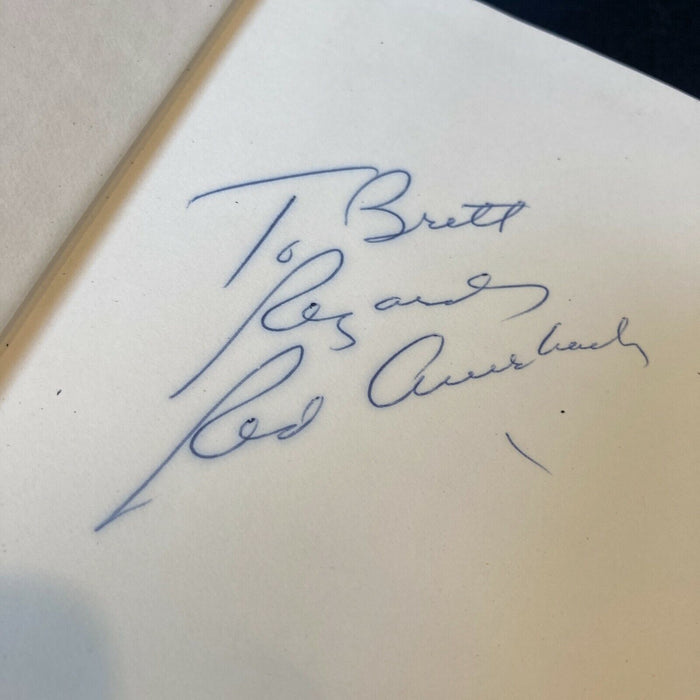 To Brett
Regards
Red Auerbach